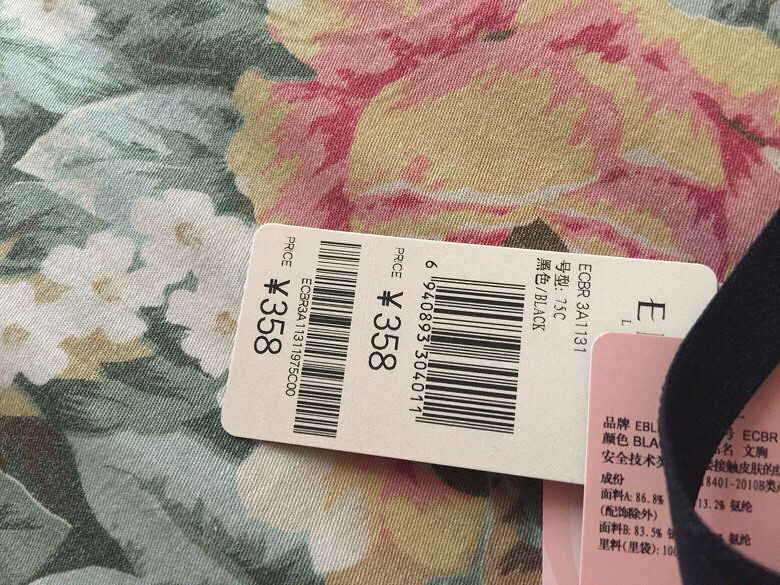 ECBR 3A1131
号型: 75C
黑色/BLACK
6 940893 304011
PRICE ¥358
ECBR3A11311975C00
PRICE ¥358
品牌 EBL
颜色 BLA 号 ECBR
名 文胸
安全技术类 接触皮肤的
18401-2010B类
成份
面料A: 86.8% 13.2% 氨纶
(配饰除外)
面料B: 83.5% 氨纶
里料(里袋): 100